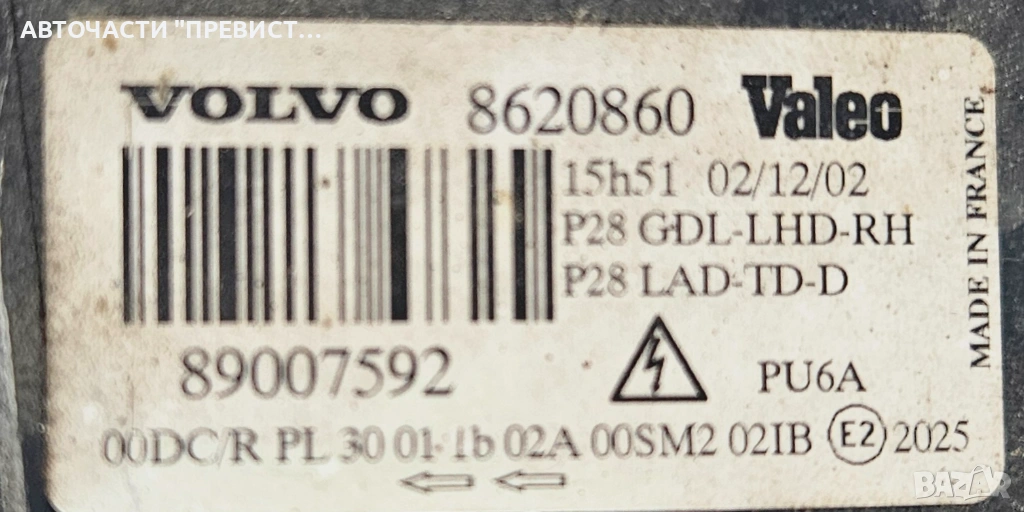 АВТОЧАСТИ "ПРЕВИСТ...
VOLVO 8620860 Valeo
15h51 02/12/02
P28 GDL-LHD-RH
P28 LAD-TD-D
89007592
PU6A
00DC/R PL 30 01-1b 02A 00SM2 02IB E2 2025
MADE IN FRANCE
BAZAR